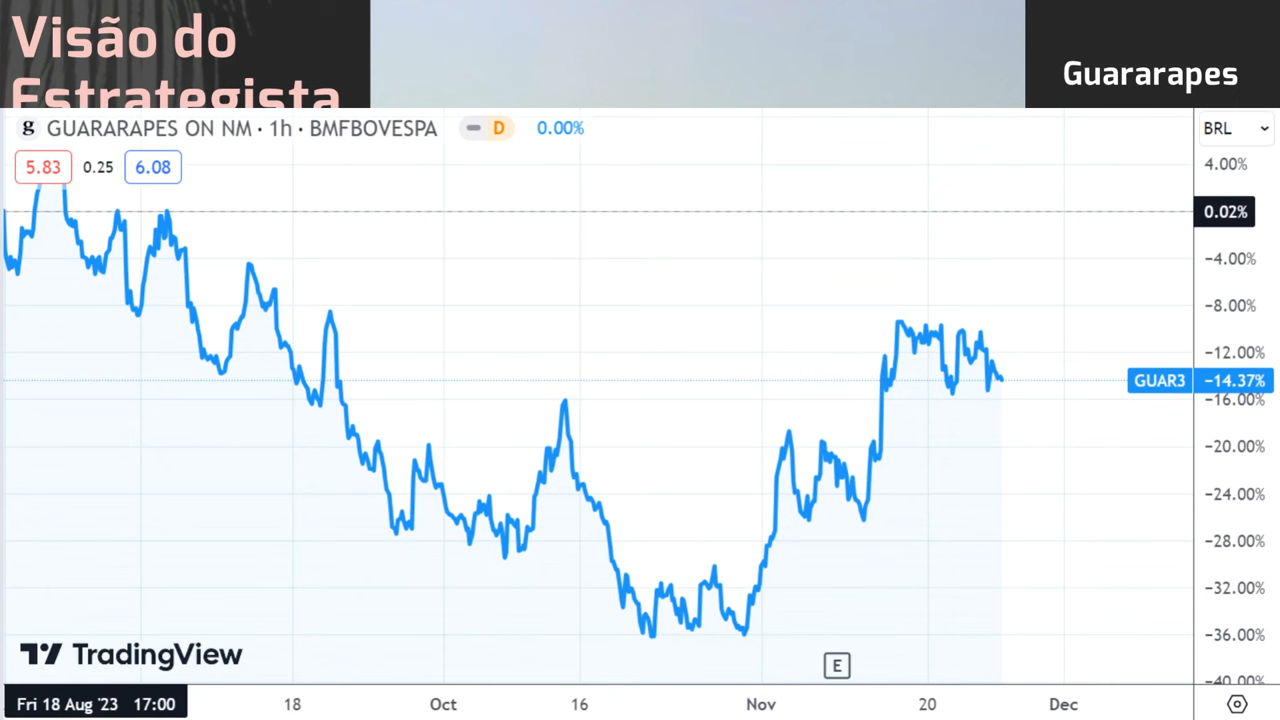 Visão do
Estrategista
Guararapes
g GUARARAPES ON NM · 1h · BMFBOVESPA D 0.00%
BRL
5.83 0.25 6.08
4.00%
0.02%
−4.00%
−8.00%
−12.00%
GUAR3 −14.37%
−16.00%
−20.00%
−24.00%
−28.00%
−32.00%
−36.00%
−40.00%
E
TradingView
Fri 18 Aug '23 17:00 18 Oct 16 Nov 20 Dec